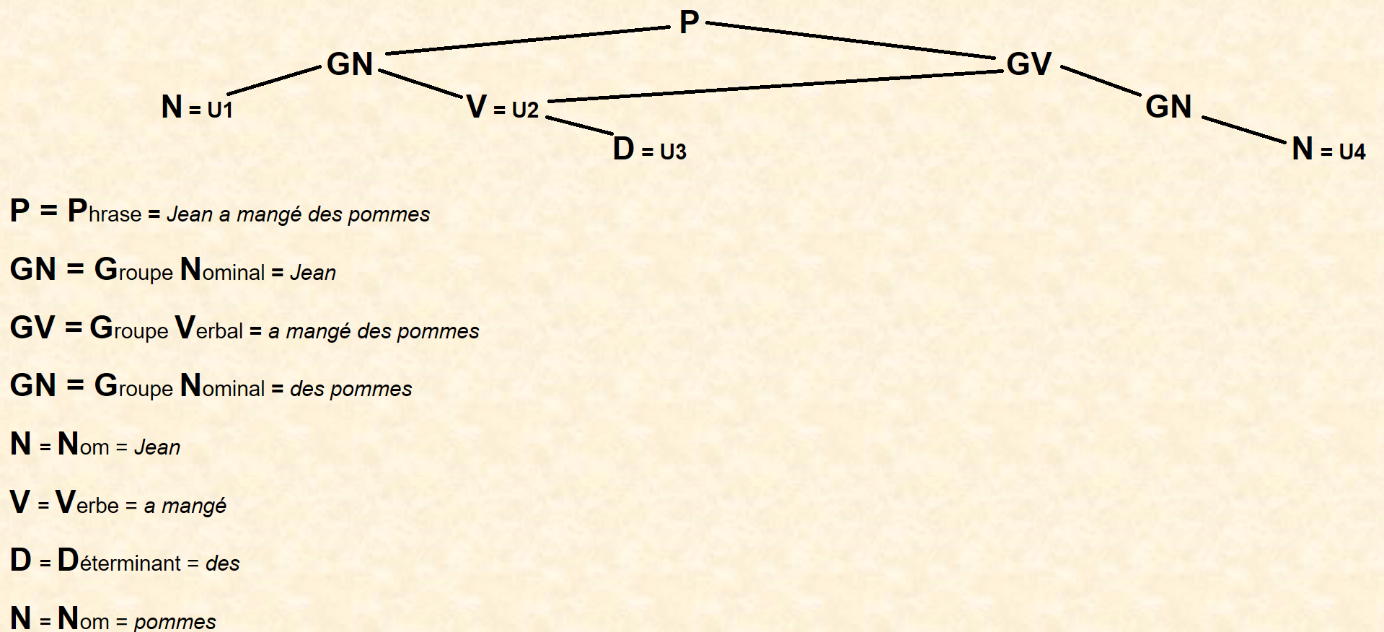 P
GN GV
N = U1 V = U2 GN
D = U3 N = U4
P = Phrase = Jean a mangé des pommes
GN = Groupe Nominal = Jean
GV = Groupe Verbal = a mangé des pommes
GN = Groupe Nominal = des pommes
N = Nom = Jean
V = Verbe = a mangé
D = Déterminant = des
N = Nom = pommes